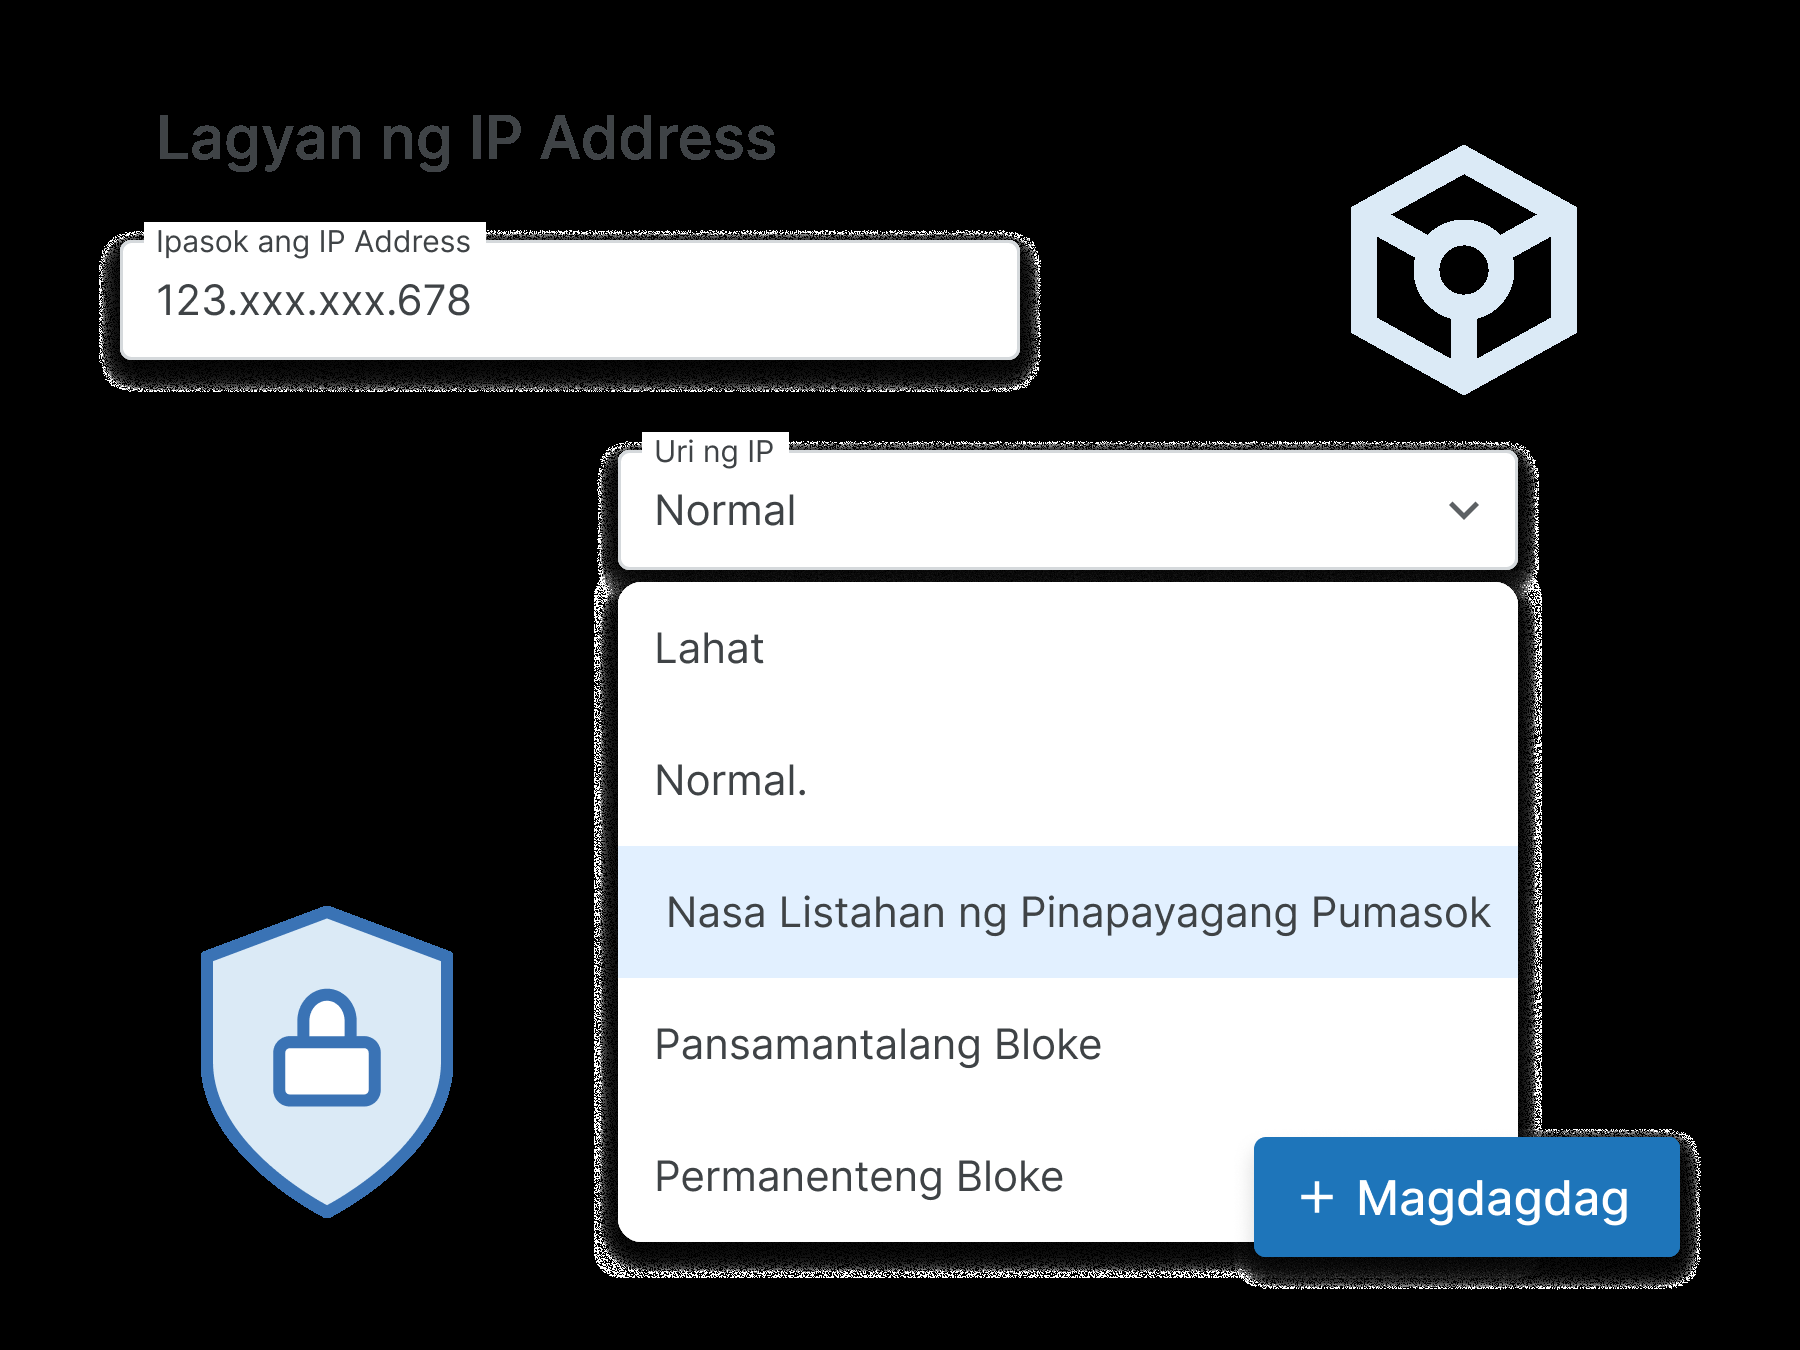 Lagyan ng IP Address
Ipasok ang IP Address
123.xxx.xxx.678
Uri ng IP
Normal
Lahat
Normal.
Nasa Listahan ng Pinapayagang Pumasok
Pansamantalang Bloke
Permanenteng Bloke
+ Magdagdag